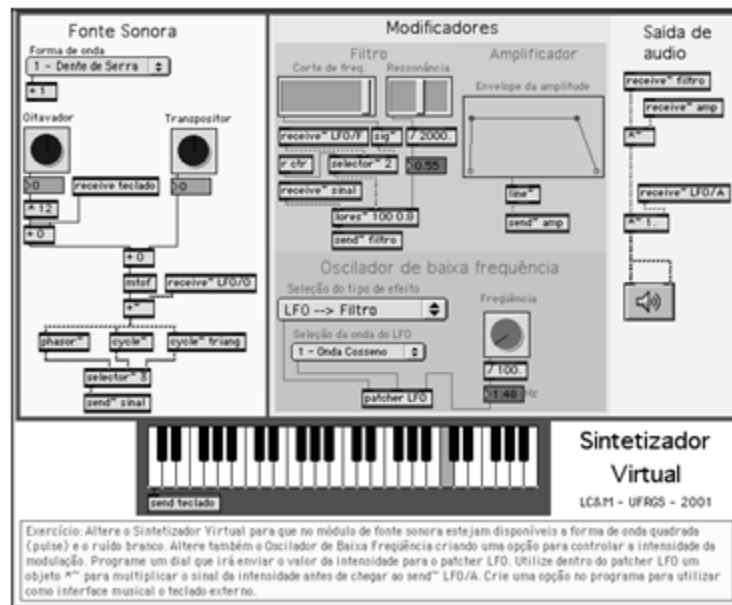 Fonte Sonora
Forma de onda
1 - Dente de Serra
+ 1
Oitavador
Transpositor
0
0
receive teclado
* 12
+ 0
+ 0
mtof
receive~ LFO/O
+~
phasor~
cycle~
cycle~ triang
selector~ 3
send~ sinal
Modificadores
Filtro
Corte de freq.
Ressonância
receive~ LFO/F
sig~
/ 2000.
r ctr
selector~ 2
0.55
receive~ sinal
lores~ 100 0.8
send~ filtro
Amplificador
Envelope da amplitude
line~
send~ amp
Oscilador de baixa frequência
Seleção do tipo de efeito
LFO --> Filtro
Seleção da onda do LFO
1 - Onda Cosseno
Freqüência
/ 100.
1.48 Hz
patcher LFO
Saída de
audio
receive~ filtro
receive~ amp
*~
receive~ LFO/A
*~ 1.
send teclado
Sintetizador
Virtual
LC&M - UFRGS - 2001
Exercício: Altere o Sintetizador Virtual para que no módulo de fonte sonora estejam disponíveis a forma de onda quadrada
(pulse) e o ruído branco. Altere também o Oscilador de Baixa Freqüência criando uma opção para controlar a intensidade da
modulação. Programe um dial que irá enviar o valor da intensidade para o patcher LFO. Utilize dentro do patcher LFO um
objeto *~ para multiplicar o sinal da intensidade antes de chegar ao send~ LFO/A. Crie uma opção no programa para utilizar
como interface musical o teclado externo.